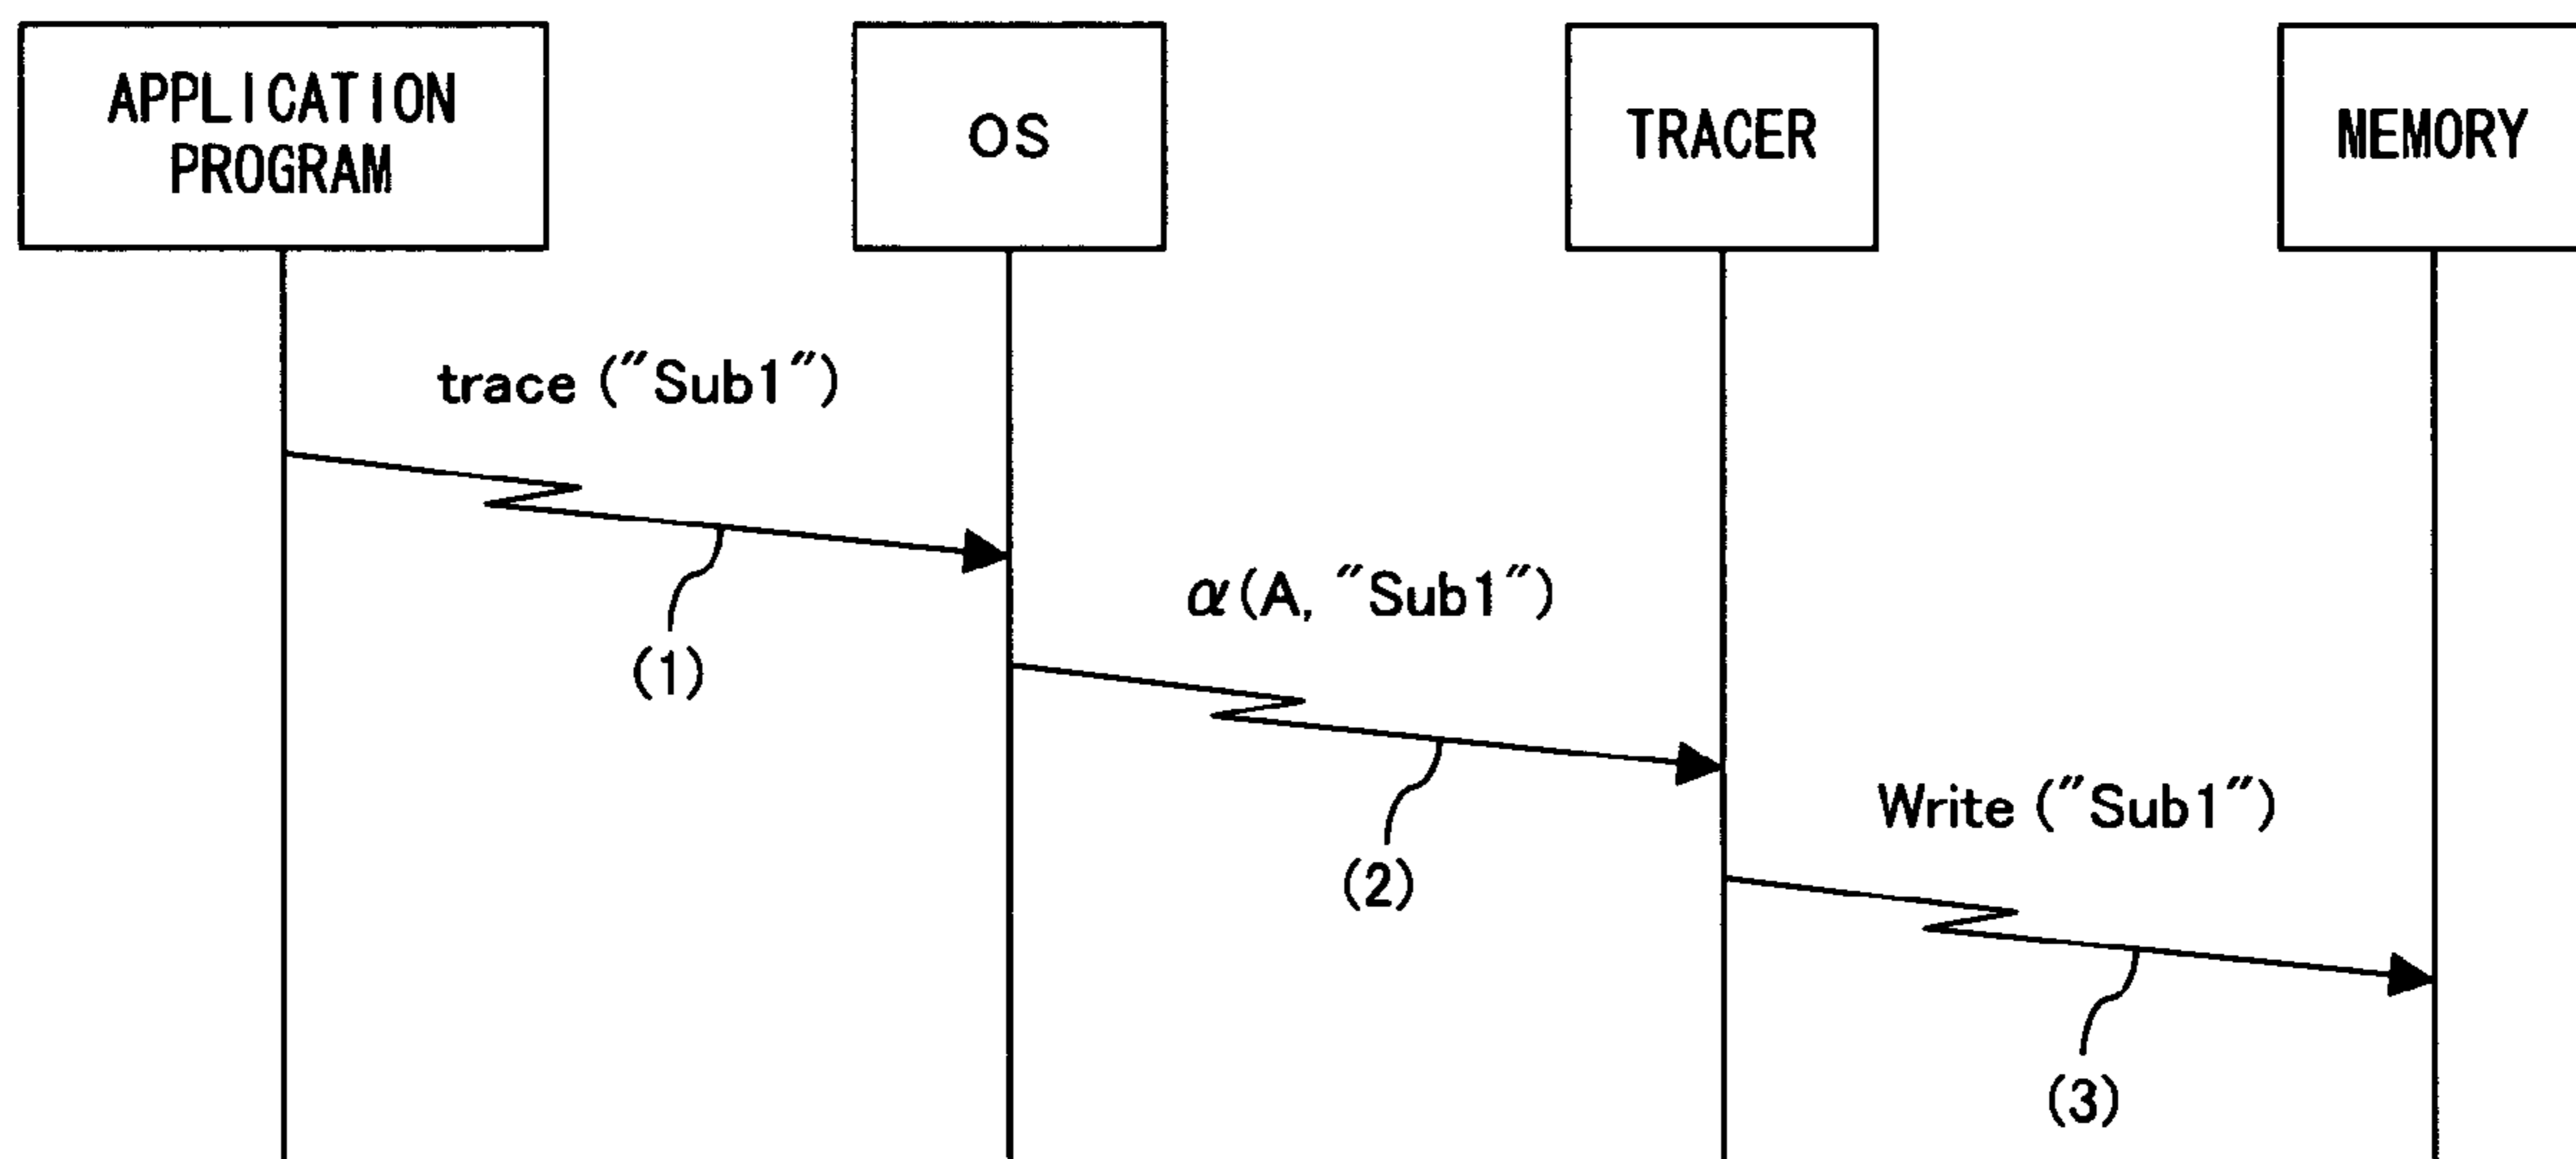 APPLICATION
PROGRAM
OS
TRACER
MEMORY
trace ("Sub1")
(1)
α(A, "Sub1")
(2)
Write ("Sub1")
(3)